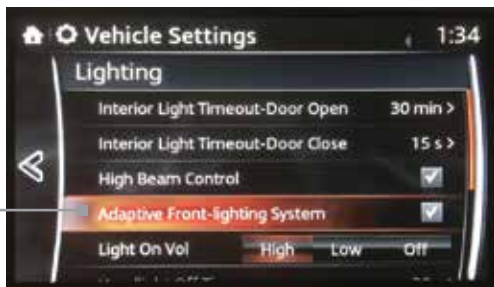 Vehicle Settings 1:34
Lighting
Interior Light Timeout-Door Open 30 min >
Interior Light Timeout-Door Close 15 s >
High Beam Control
Adaptive Front-lighting System
Light On Vol High Low Off